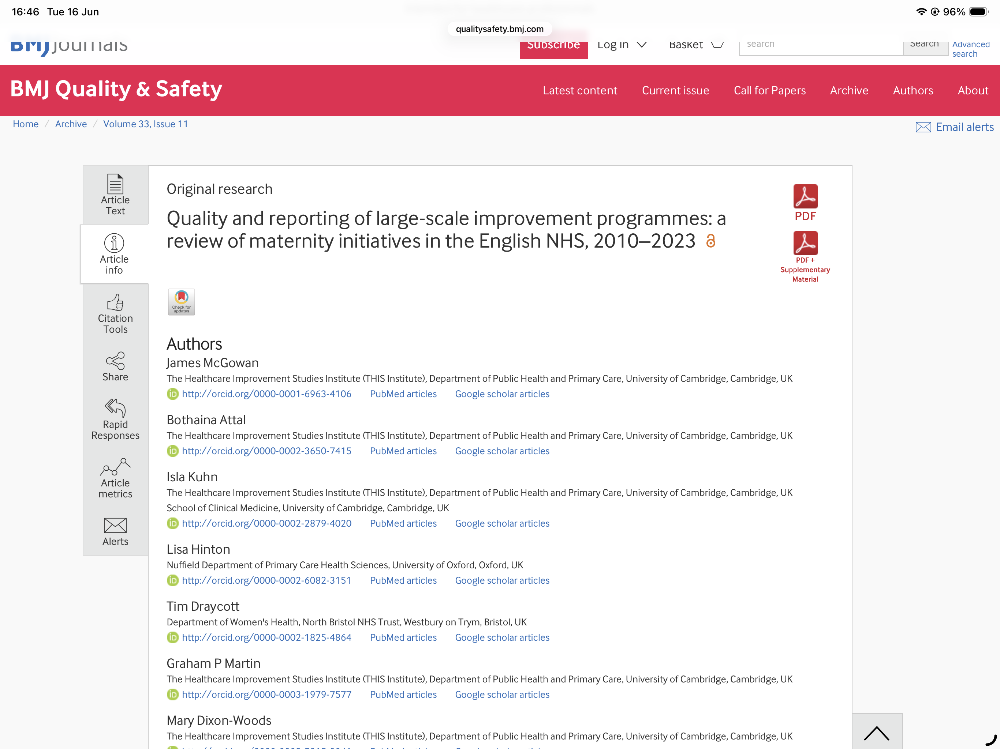 16:46 Tue 16 Jun
96%
qualitysafety.bmj.com
BMJ Journals
Subscribe
Log In
Basket
search
Search
Advanced
search
BMJ Quality & Safety
Latest content
Current issue
Call for Papers
Archive
Authors
About
Home / Archive / Volume 33, Issue 11
Email alerts
Article
Text
Article
info
Citation
Tools
Share
Rapid
Responses
Article
metrics
Alerts
Original research
Quality and reporting of large-scale improvement programmes: a
review of maternity initiatives in the English NHS, 2010–2023
PDF
PDF +
Supplementary
Material
Check for
updates
Authors
James McGowan
The Healthcare Improvement Studies Institute (THIS Institute), Department of Public Health and Primary Care, University of Cambridge, Cambridge, UK
iD http://orcid.org/0000-0001-6963-4106 PubMed articles Google scholar articles
Bothaina Attal
The Healthcare Improvement Studies Institute (THIS Institute), Department of Public Health and Primary Care, University of Cambridge, Cambridge, UK
iD http://orcid.org/0000-0002-3650-7415 PubMed articles Google scholar articles
Isla Kuhn
The Healthcare Improvement Studies Institute (THIS Institute), Department of Public Health and Primary Care, University of Cambridge, Cambridge, UK
School of Clinical Medicine, University of Cambridge, Cambridge, UK
iD http://orcid.org/0000-0002-2879-4020 PubMed articles Google scholar articles
Lisa Hinton
Nuffield Department of Primary Care Health Sciences, University of Oxford, Oxford, UK
iD http://orcid.org/0000-0002-6082-3151 PubMed articles Google scholar articles
Tim Draycott
Department of Women's Health, North Bristol NHS Trust, Westbury on Trym, Bristol, UK
iD http://orcid.org/0000-0002-1825-4864 PubMed articles Google scholar articles
Graham P Martin
The Healthcare Improvement Studies Institute (THIS Institute), Department of Public Health and Primary Care, University of Cambridge, Cambridge, UK
iD http://orcid.org/0000-0003-1979-7577 PubMed articles Google scholar articles
Mary Dixon-Woods
The Healthcare Improvement Studies Institute (THIS Institute), Department of Public Health and Primary Care, University of Cambridge, Cambridge, UK